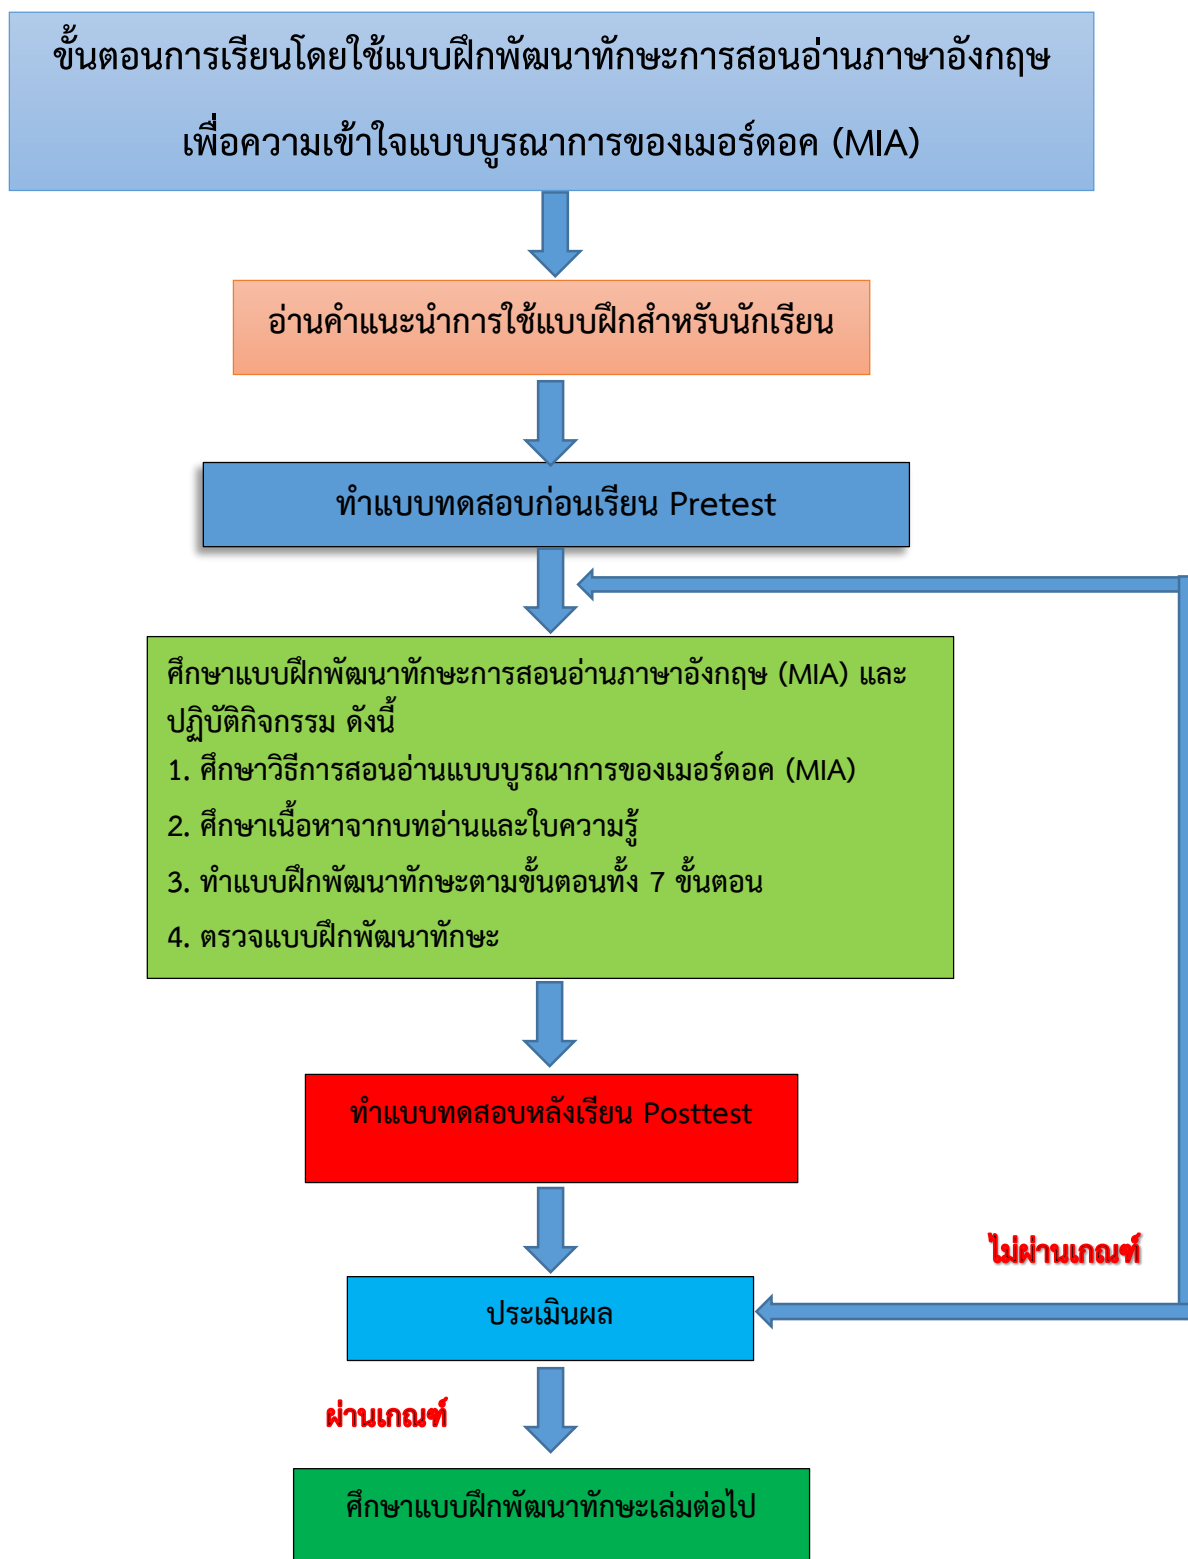 ขั้นตอนการเรียนโดยใช้แบบฝึกพัฒนาทักษะการสอนอ่านภาษาอังกฤษ
เพื่อความเข้าใจแบบบูรณาการของเมอร์ดอค (MIA)
อ่านคำแนะนำการใช้แบบฝึกสำหรับนักเรียน
ทำแบบทดสอบก่อนเรียน Pretest
ศึกษาแบบฝึกพัฒนาทักษะการสอนอ่านภาษาอังกฤษ (MIA) และ
ปฏิบัติกิจกรรม ดังนี้
1. ศึกษาวิธีการสอนอ่านแบบบูรณาการของเมอร์ดอค (MIA)
2. ศึกษาเนื้อหาจากบทอ่านและใบความรู้
3. ทำแบบฝึกพัฒนาทักษะตามขั้นตอนทั้ง 7 ขั้นตอน
4. ตรวจแบบฝึกพัฒนาทักษะ
ทำแบบทดสอบหลังเรียน Posttest
ไม่ผ่านเกณฑ์
ประเมินผล
ผ่านเกณฑ์
ศึกษาแบบฝึกพัฒนาทักษะเล่มต่อไป